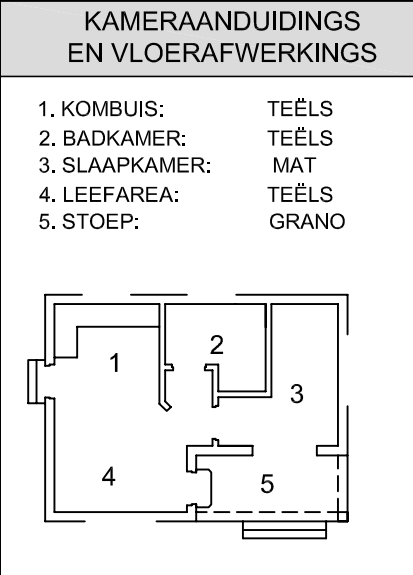 KAMERAANDUIDINGS
EN VLOERAFWERKINGS
1. KOMBUIS: TEËLS
2. BADKAMER: TEËLS
3. SLAAPKAMER: MAT
4. LEEFAREA: TEËLS
5. STOEP: GRANO
1
2
3
4
5